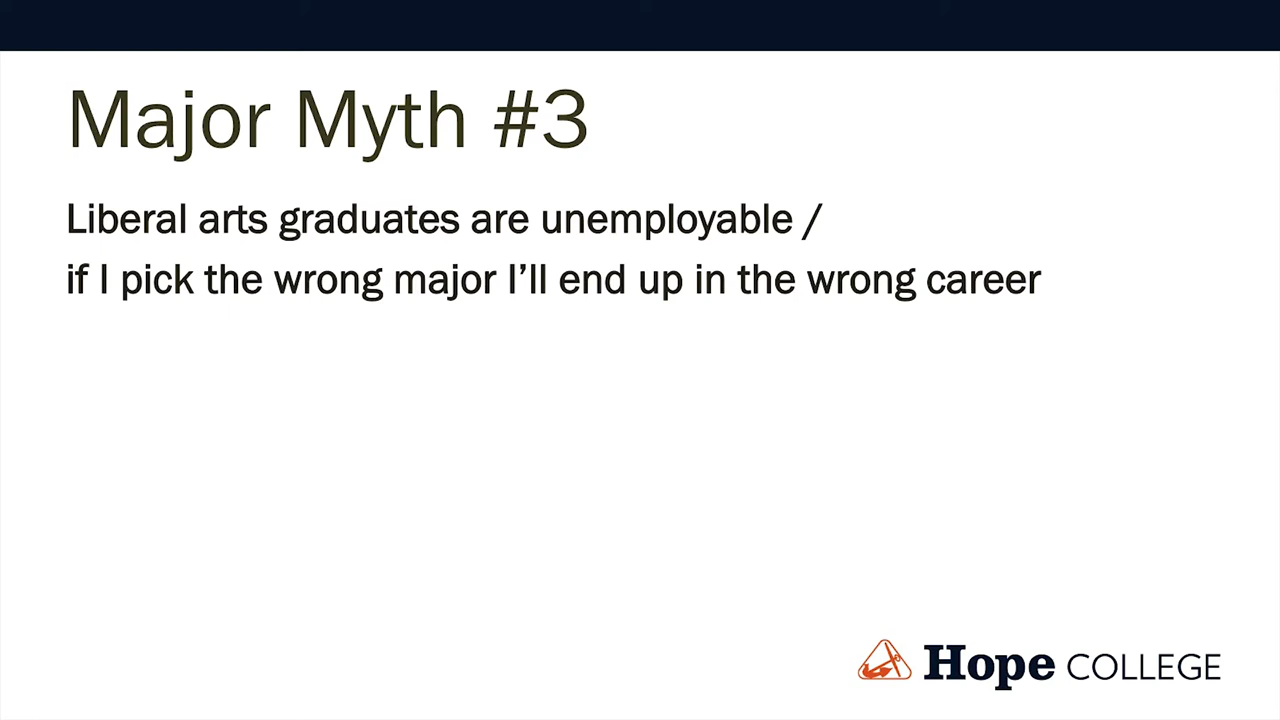 Major Myth #3
Liberal arts graduates are unemployable /
if I pick the wrong major I’ll end up in the wrong career
Hope COLLEGE